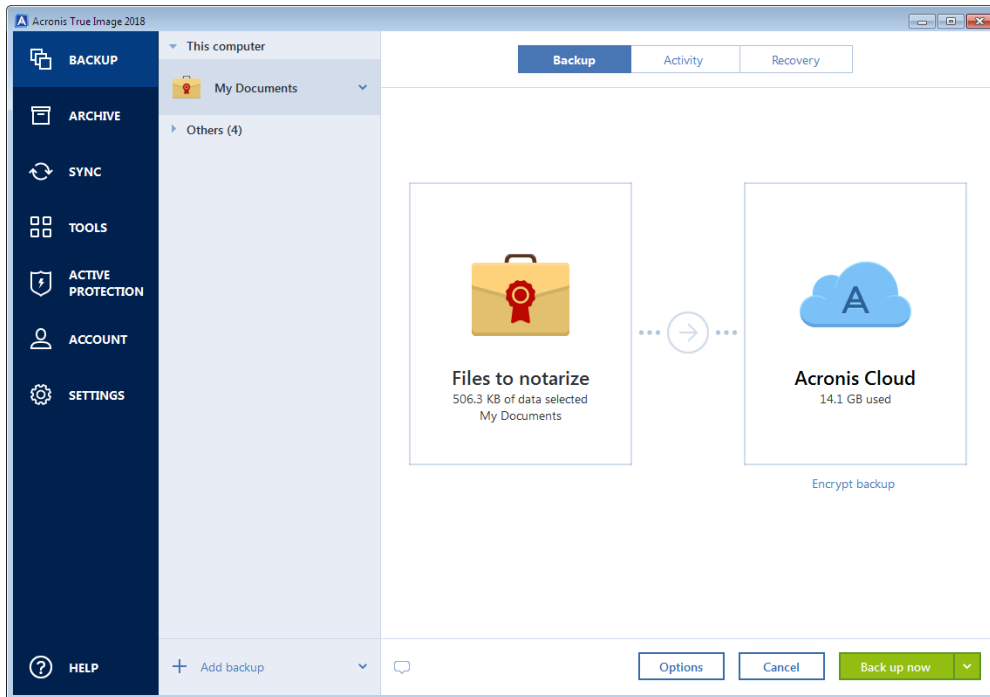 Acronis True Image 2018
BACKUP
ARCHIVE
SYNC
TOOLS
ACTIVE
PROTECTION
ACCOUNT
SETTINGS
HELP
This computer
My Documents
Others (4)
Add backup
Backup
Activity
Recovery
Files to notarize
506.3 KB of data selected
My Documents
Acronis Cloud
14.1 GB used
Encrypt backup
Options
Cancel
Back up now